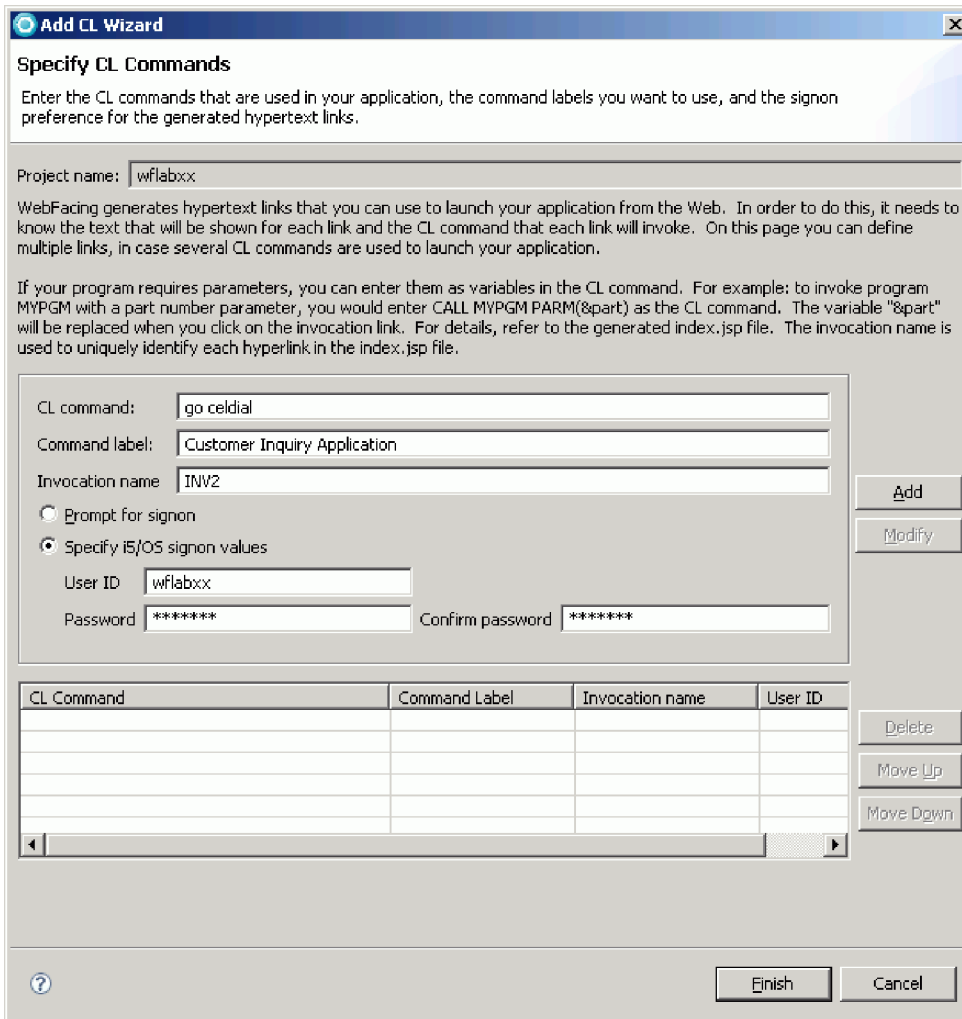 Add CL Wizard
Specify CL Commands
Enter the CL commands that are used in your application, the command labels you want to use, and the signon
preference for the generated hypertext links.
Project name: wflabxx
WebFacing generates hypertext links that you can use to launch your application from the Web. In order to do this, it needs to
know the text that will be shown for each link and the CL command that each link will invoke. On this page you can define
multiple links, in case several CL commands are used to launch your application.
If your program requires parameters, you can enter them as variables in the CL command. For example: to invoke program
MYPGM with a part number parameter, you would enter CALL MYPGM PARM(&part) as the CL command. The variable "&part"
will be replaced when you click on the invocation link. For details, refer to the generated index.jsp file. The invocation name is
used to uniquely identify each hyperlink in the index.jsp file.
CL command: go celdial
Command label: Customer Inquiry Application
Invocation name INV2
Add
Prompt for signon
Modify
Specify i5/OS signon values
User ID wflabxx
Password ******* Confirm password *******
CL Command Command Label Invocation name User ID
Delete
Move Up
Move Down
Finish Cancel